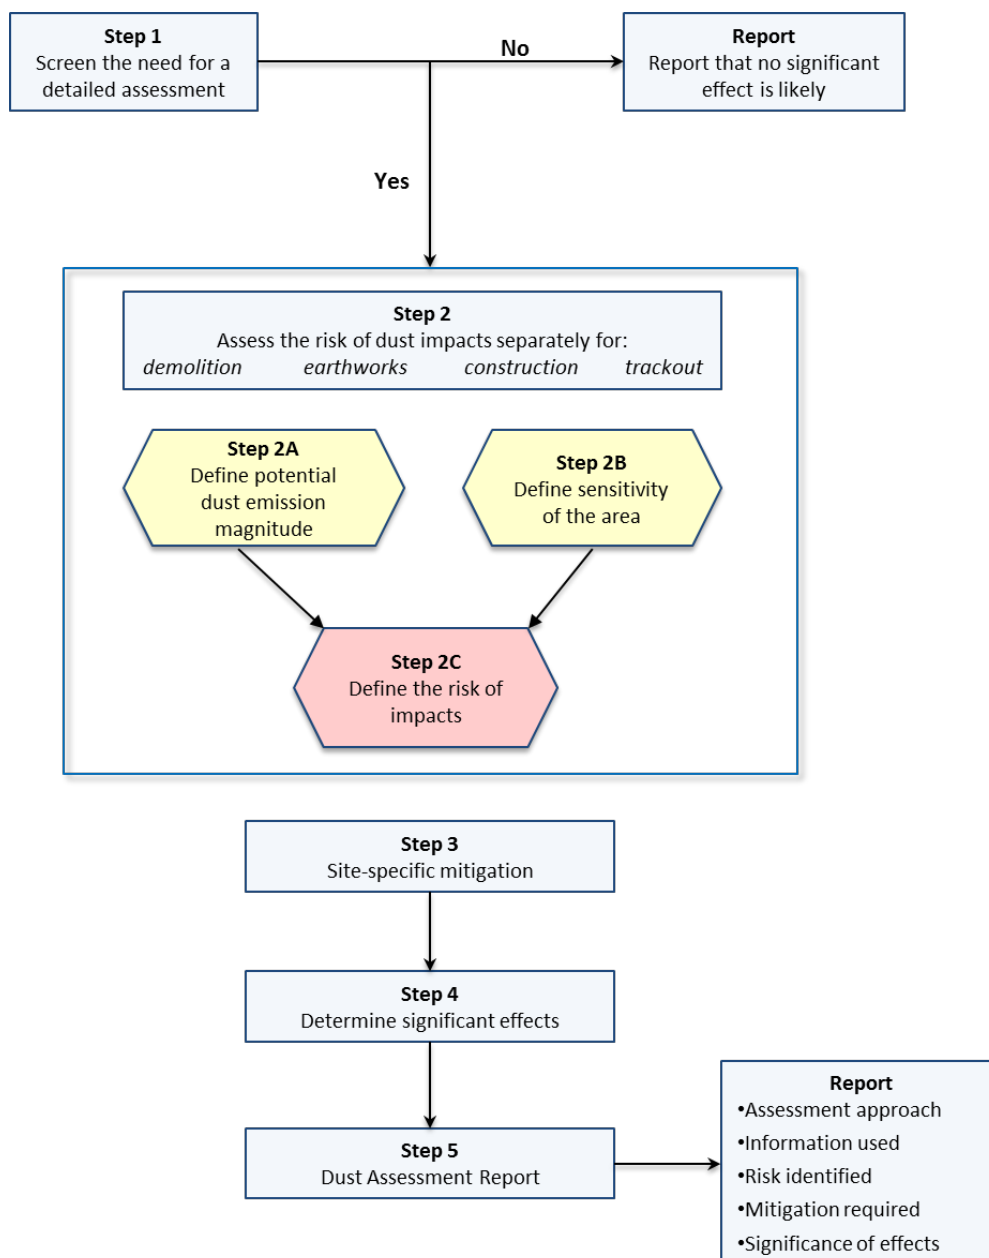 Step 1
Screen the need for a
detailed assessment
No
Report
Report that no significant
effect is likely
Yes
Step 2
Assess the risk of dust impacts separately for:
demolition earthworks construction trackout
Step 2A
Define potential
dust emission
magnitude
Step 2B
Define sensitivity
of the area
Step 2C
Define the risk of
impacts
Step 3
Site-specific mitigation
Step 4
Determine significant effects
Step 5
Dust Assessment Report
Report
•Assessment approach
•Information used
•Risk identified
•Mitigation required
•Significance of effects